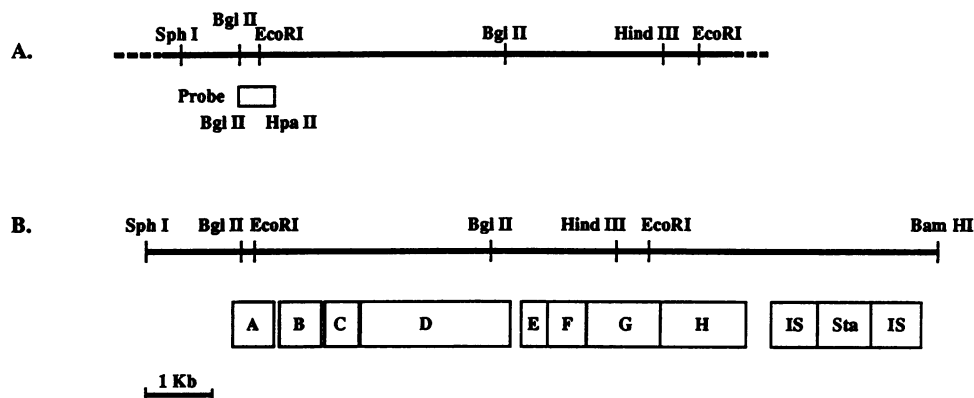 A.
Sph I Bgl II EcoRI Bgl II Hind III EcoRI
Probe
Bgl II Hpa II
B.
Sph I Bgl II EcoRI Bgl II Hind III EcoRI Bam HI
A B C D E F G H IS Sta IS
1 Kb